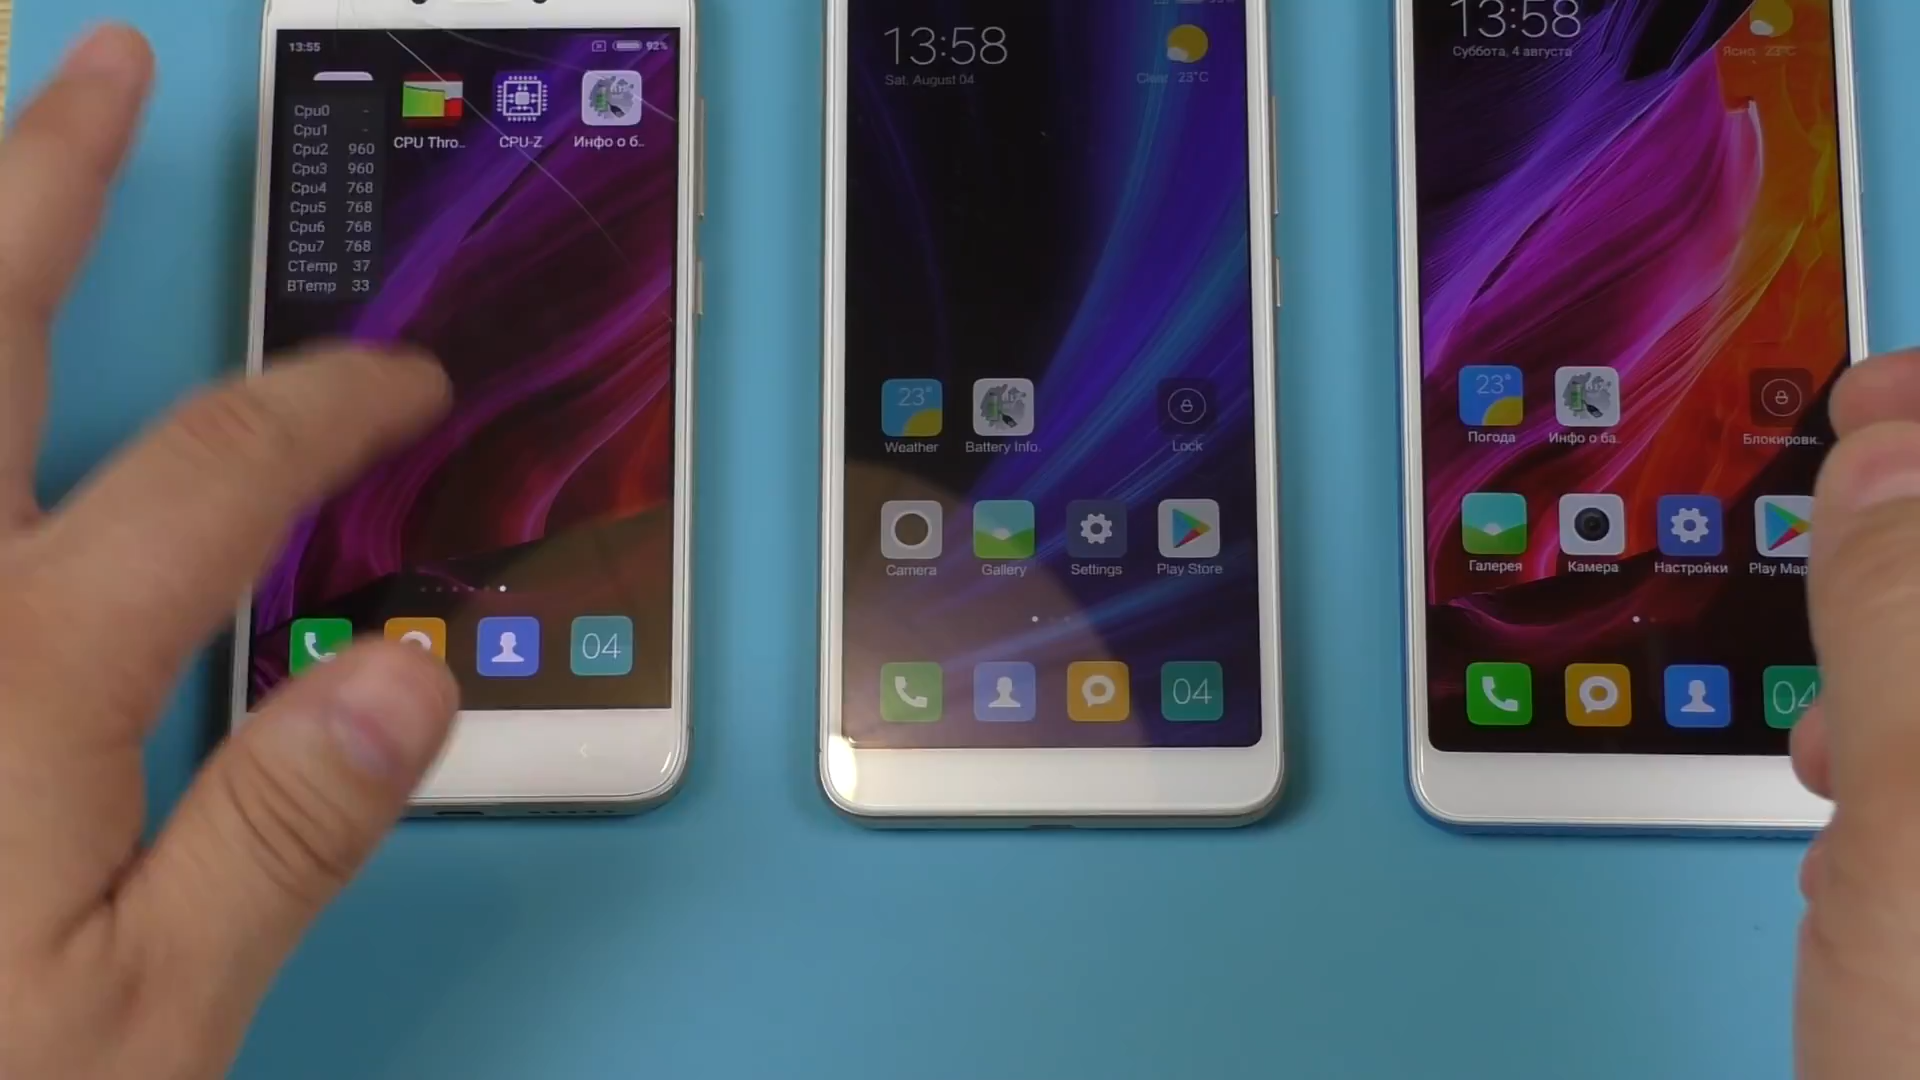 13:55
92%
Cpu0 -
Cpu1 -
Cpu2 960
Cpu3 960
Cpu4 768
Cpu5 768
Cpu6 768
Cpu7 768
CTemp 37
BTemp 33
CPU Thro..
CPU-Z
Инфо о б..
04
13:58
Sat. August 04
Clear 23°C
23°
Weather
Battery Info.
Lock
Camera
Gallery
Settings
Play Store
04
13:58
Суббота, 4 августа
Ясно 23°C
23°
Погода
Инфо о ба..
Блокировк..
Галерея
Камера
Настройки
Play Мар
04